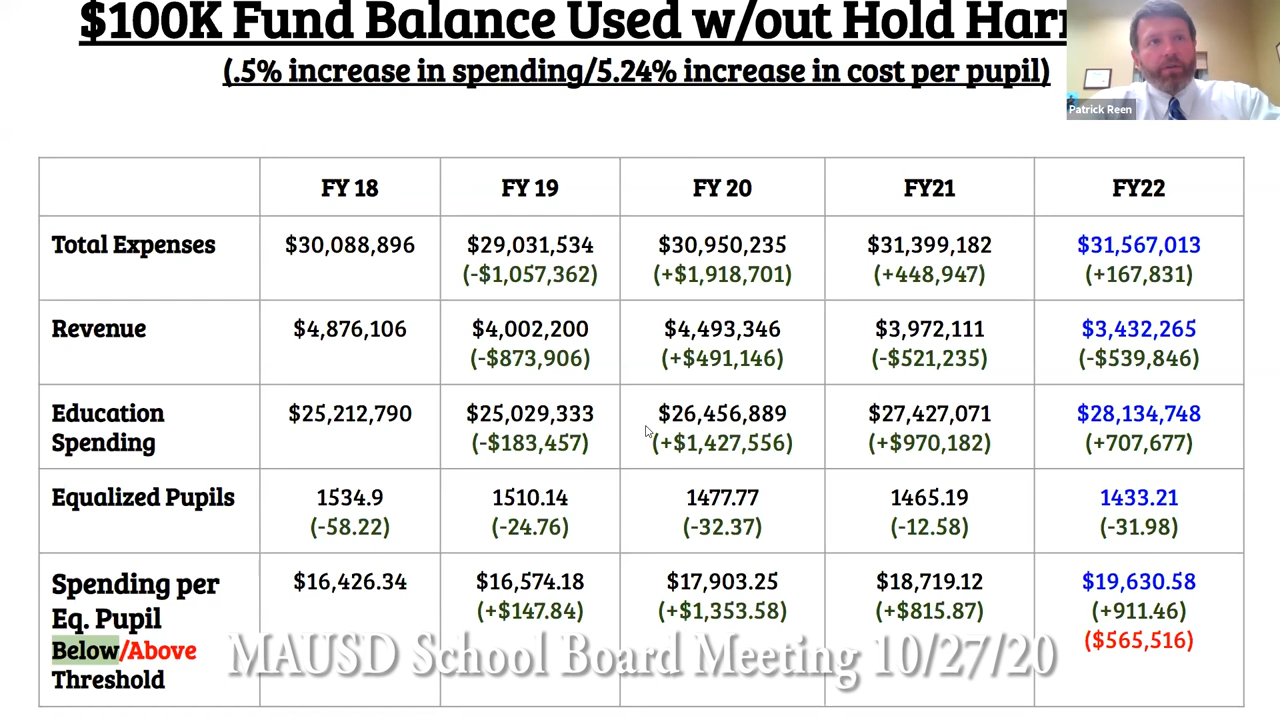 $100K Fund Balance Used w/out Hold
(.5% increase in spending/5.24% increase in cost per pupil)
Patrick Reen
FY 18 FY 19 FY 20 FY21 FY22
Total Expenses $30,088,896 $29,031,534 $30,950,235 $31,399,182 $31,567,013
(-$1,057,362) (+$1,918,701) (+448,947) (+167,831)
Revenue $4,876,106 $4,002,200 $4,493,346 $3,972,111 $3,432,265
(-$873,906) (+$491,146) (-$521,235) (-$539,846)
Education $25,212,790 $25,029,333 $26,456,889 $27,427,071 $28,134,748
Spending (-$183,457) (+$1,427,556) (+$970,182) (+707,677)
Equalized Pupils 1534.9 1510.14 1477.77 1465.19 1433.21
(-58.22) (-24.76) (-32.37) (-12.58) (-31.98)
Spending per $16,426.34 $16,574.18 $17,903.25 $18,719.12 $19,630.58
Eq. Pupil (+$147.84) (+$1,353.58) (+$815.87) (+911.46)
Below/Above ($565,516)
Threshold
MAUSD School Board Meeting 10/27/20